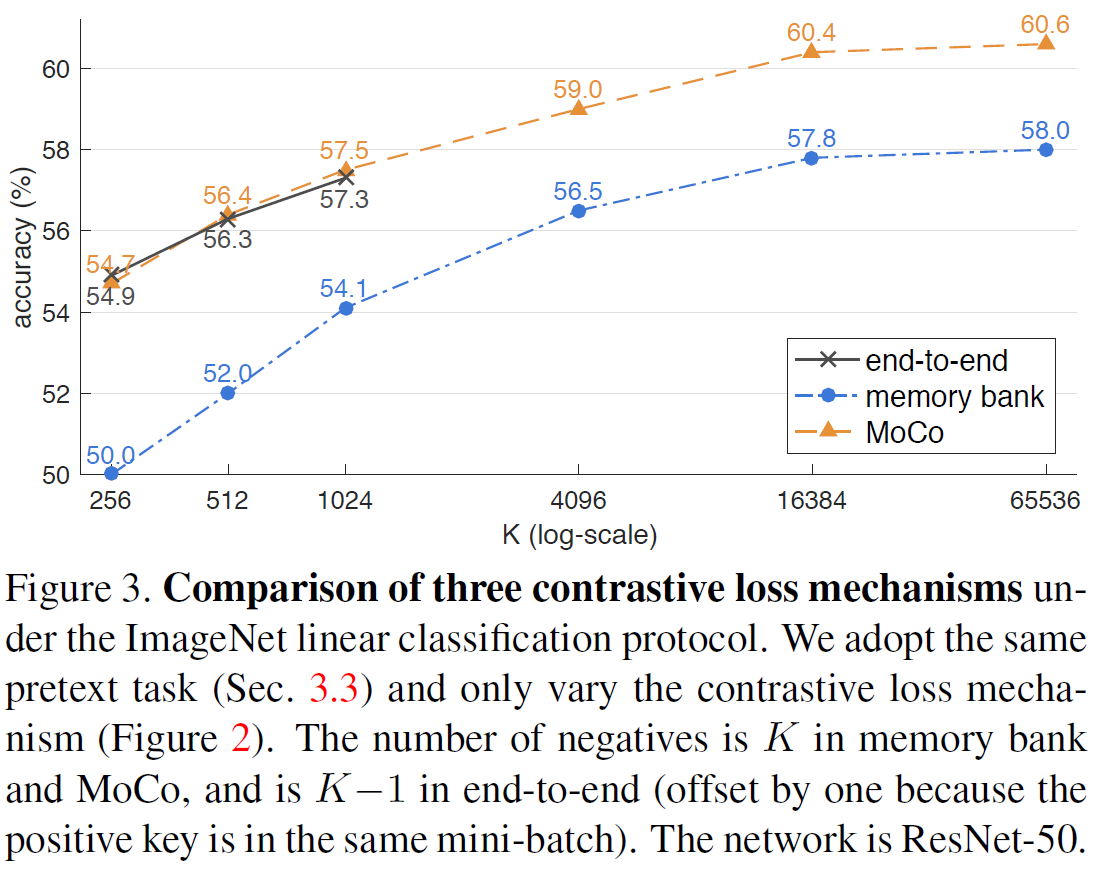 60.4
60.6
60
59.0
58
57.8
58.0
57.5
57.3
56.4
56.5
56.3
56
accuracy (%)
54.7
54.9
54.1
54
52.0
52
50.0
50
end-to-end
memory bank
MoCo
256 512 1024 4096 16384 65536
K (log-scale)
Figure 3. Comparison of three contrastive loss mechanisms un-
der the ImageNet linear classification protocol. We adopt the same
pretext task (Sec. 3.3) and only vary the contrastive loss mecha-
nism (Figure 2). The number of negatives is K in memory bank
and MoCo, and is K−1 in end-to-end (offset by one because the
positive key is in the same mini-batch). The network is ResNet-50.